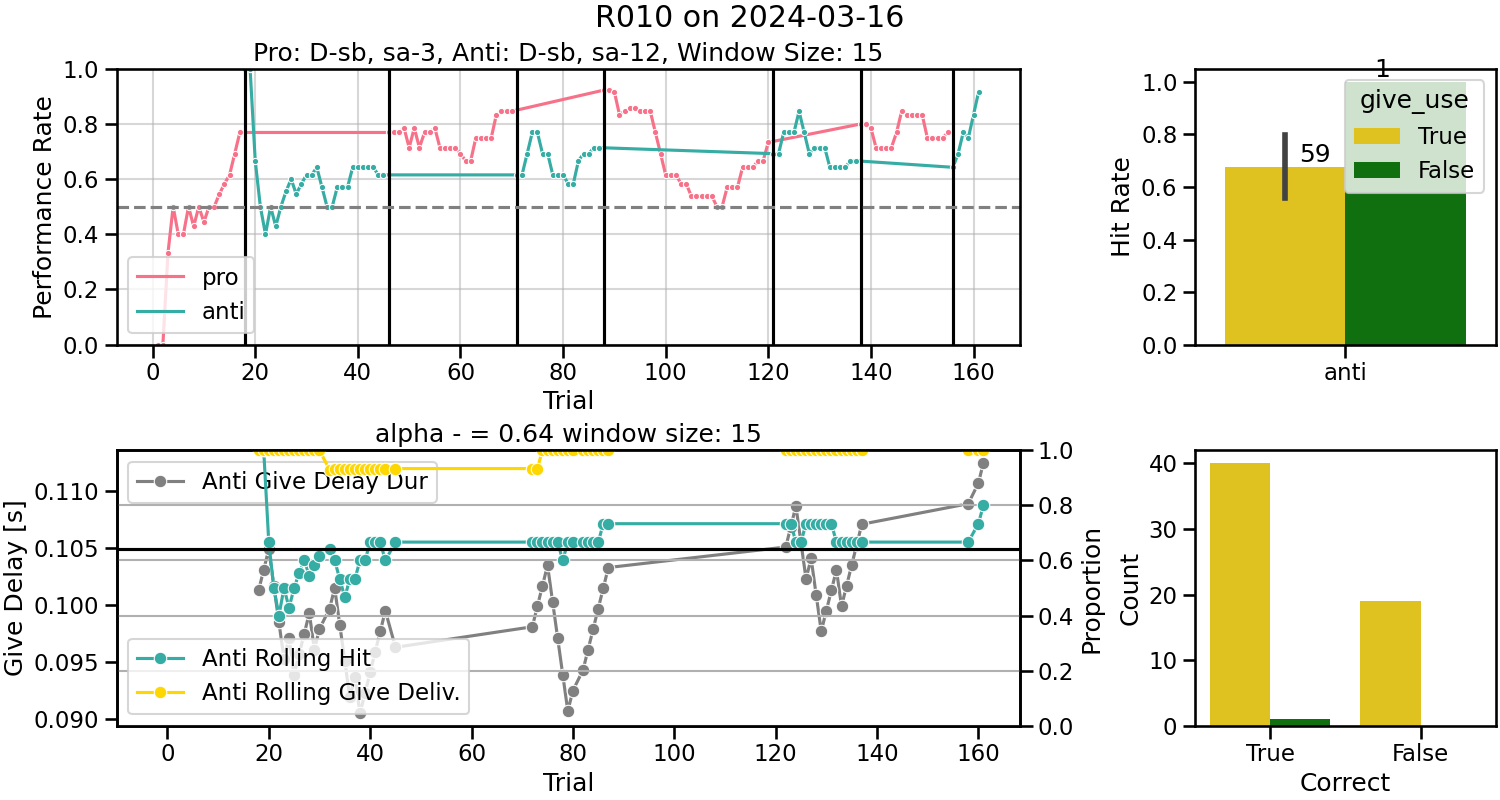 R010 on 2024-03-16
Pro: D-sb, sa-3, Anti: D-sb, sa-12, Window Size: 15
Performance Rate
1.0
0.8
0.6
0.4
0.2
0.0
pro
anti
0 20 40 60 80 100 120 140 160
Trial
Hit Rate
1.0
0.8
0.6
0.4
0.2
0.0
59
1
give_use
True
False
anti
alpha - = 0.64 window size: 15
Give Delay [s]
0.110
0.105
0.100
0.095
0.090
Anti Give Delay Dur
Anti Rolling Hit
Anti Rolling Give Deliv.
1.0
0.8
0.6
0.4
0.2
0.0
Proportion
0 20 40 60 80 100 120 140 160
Trial
Count
40
30
20
10
0
True False
Correct